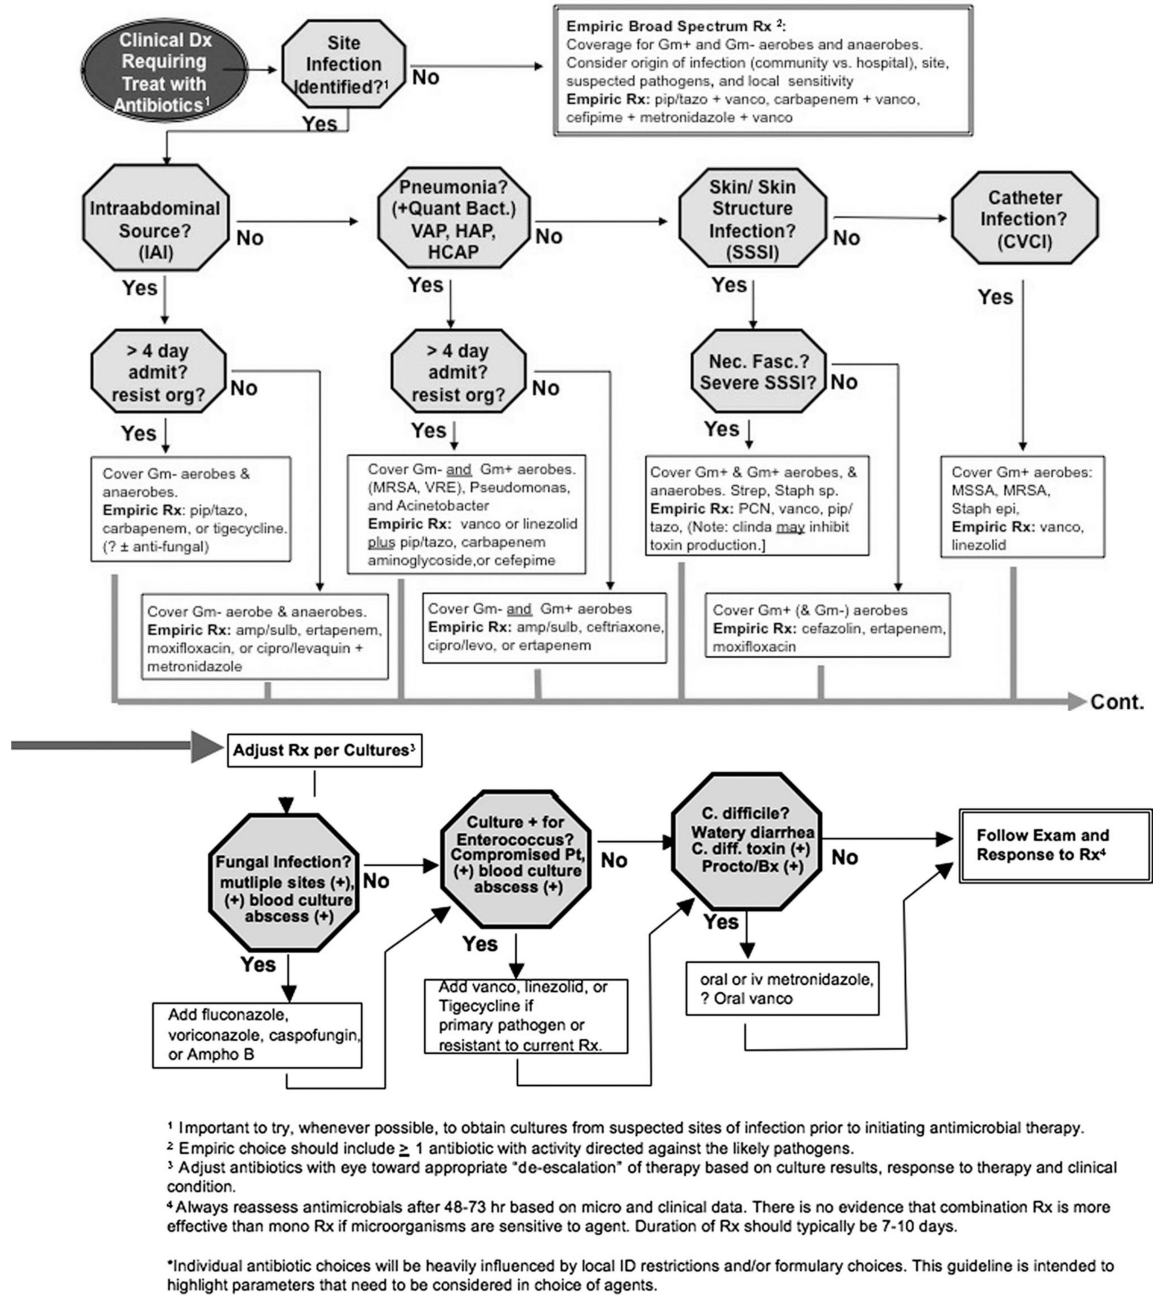 Clinical Dx
Requiring
Treat with
Antibiotics1
Site
Infection
Identified?1
No
Yes
Empiric Broad Spectrum Rx 2:
Coverage for Gm+ and Gm- aerobes and anaerobes.
Consider origin of infection (community vs. hospital), site,
suspected pathogens, and local sensitivity
Empiric Rx: pip/tazo + vanco, carbapenem + vanco,
cefipime + metronidazole + vanco
Intraabdominal
Source?
(IAI)
No
Yes
Pneumonia?
(+Quant Bact.)
VAP, HAP,
HCAP
No
Yes
Skin/ Skin
Structure
Infection?
(SSSI)
No
Yes
Catheter
Infection?
(CVCI)
Yes
> 4 day
admit?
resist org?
No
Yes
> 4 day
admit?
resist org?
No
Yes
Nec. Fasc.?
Severe SSSI?
No
Yes
Cover Gm- aerobes &
anaerobes.
Empiric Rx: pip/tazo,
carbapenem, or tigecycline.
(? ± anti-fungal)
Cover Gm- and Gm+ aerobes.
(MRSA, VRE), Pseudomonas,
and Acinetobacter
Empiric Rx: vanco or linezolid
plus pip/tazo, carbapenem
aminoglycoside,or cefepime
Cover Gm+ & Gm+ aerobes, &
anaerobes. Strep, Staph sp.
Empiric Rx: PCN, vanco, pip/
tazo, (Note: clinda may inhibit
toxin production.]
Cover Gm+ aerobes:
MSSA, MRSA,
Staph epi,
Empiric Rx: vanco,
linezolid
Cover Gm- aerobe & anaerobes.
Empiric Rx: amp/sulb, ertapenem,
moxifloxacin, or cipro/levaquin +
metronidazole
Cover Gm- and Gm+ aerobes
Empiric Rx: amp/sulb, ceftriaxone,
cipro/levo, or ertapenem
Cover Gm+ (& Gm-) aerobes
Empiric Rx: cefazolin, ertapenem,
moxifloxacin
Cont.
Adjust Rx per Cultures3
Fungal Infection?
mutliple sites (+),
(+) blood culture
abscess (+)
No
Yes
Culture + for
Enterococcus?
Compromised Pt,
(+) blood culture
abscess (+)
No
Yes
C. difficile?
Watery diarrhea
C. diff. toxin (+)
Procto/Bx (+)
No
Yes
Follow Exam and
Response to Rx4
Add fluconazole,
voriconazole, caspofungin,
or Ampho B
Add vanco, linezolid, or
Tigecycline if
primary pathogen or
resistant to current Rx.
oral or iv metronidazole,
? Oral vanco
1 Important to try, whenever possible, to obtain cultures from suspected sites of infection prior to initiating antimicrobial therapy.
2 Empiric choice should include ≥ 1 antibiotic with activity directed against the likely pathogens.
3 Adjust antibiotics with eye toward appropriate "de-escalation" of therapy based on culture results, response to therapy and clinical
condition.
4 Always reassess antimicrobials after 48-73 hr based on micro and clinical data. There is no evidence that combination Rx is more
effective than mono Rx if microorganisms are sensitive to agent. Duration of Rx should typically be 7-10 days.
*Individual antibiotic choices will be heavily influenced by local ID restrictions and/or formulary choices. This guideline is intended to
highlight parameters that need to be considered in choice of agents.